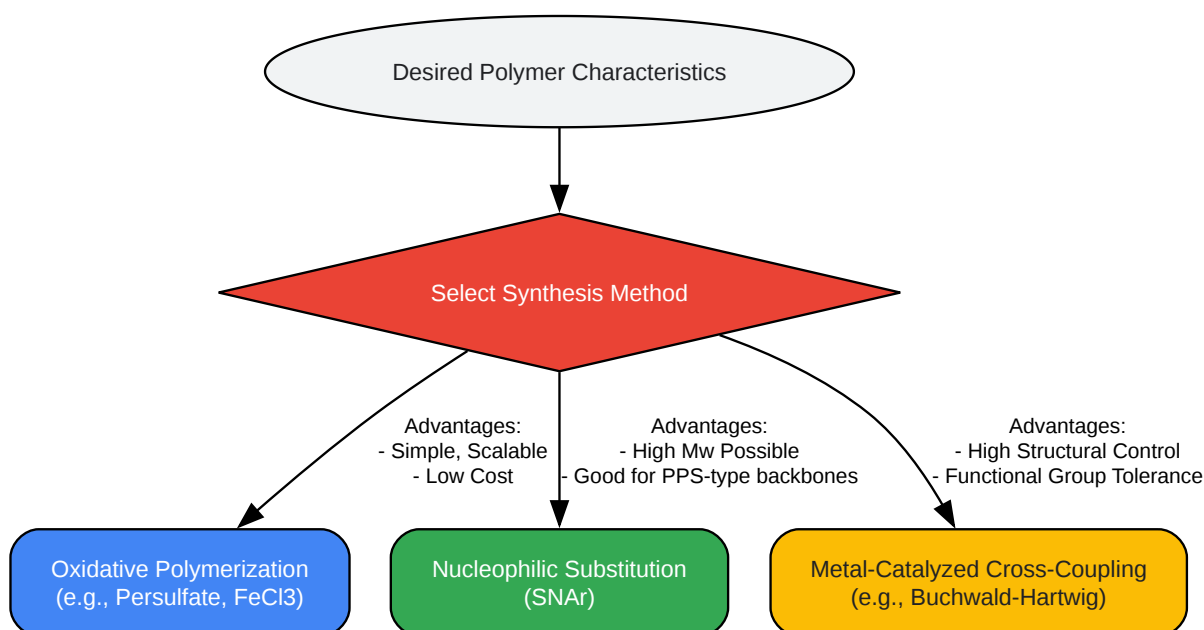 Desired Polymer Characteristics
Select Synthesis Method
Advantages:
- Simple, Scalable
- Low Cost
Advantages:
- High Mw Possible
- Good for PPS-type backbones
Advantages:
- High Structural Control
- Functional Group Tolerance
Oxidative Polymerization
(e.g., Persulfate, FeCl3)
Nucleophilic Substitution
(SNAr)
Metal-Catalyzed Cross-Coupling
(e.g., Buchwald-Hartwig)